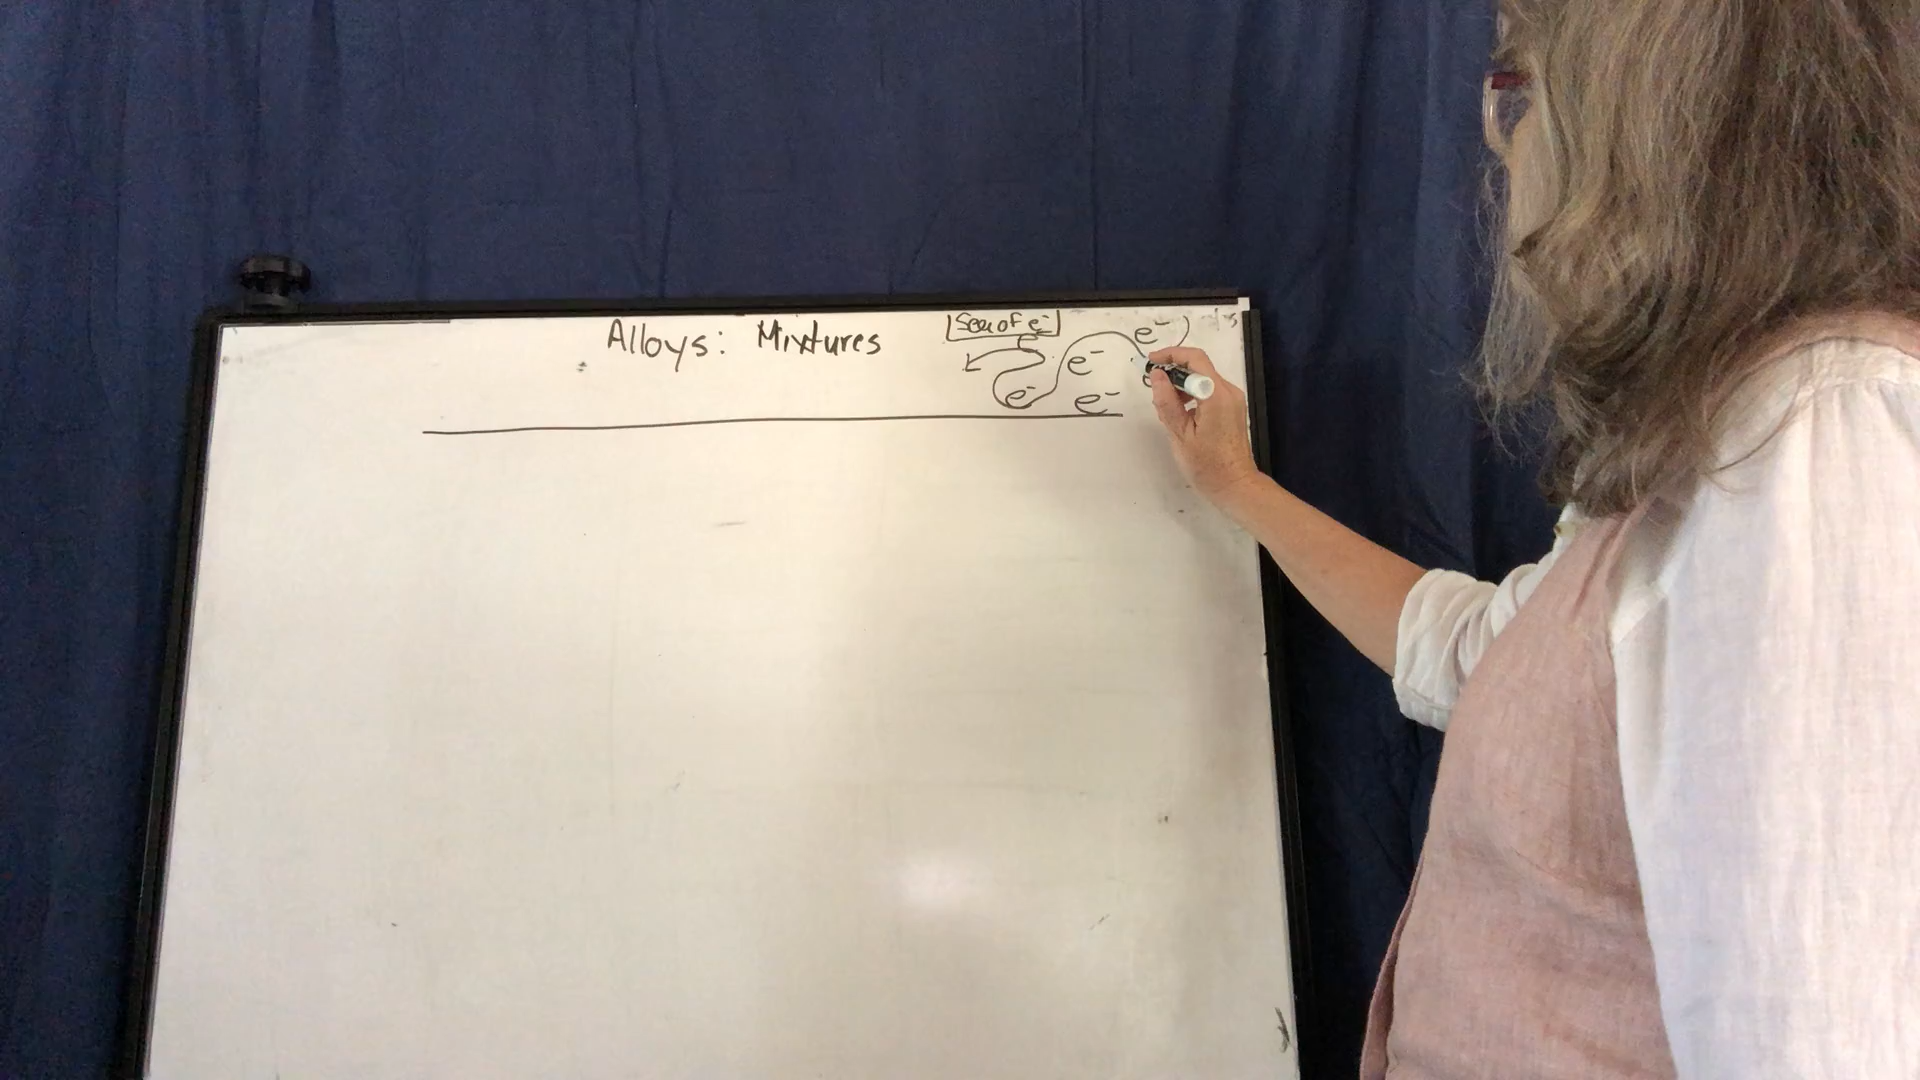 Alloys: Mixtures
Sea of e⁻
e⁻ e⁻
e⁻
e⁻ e⁻